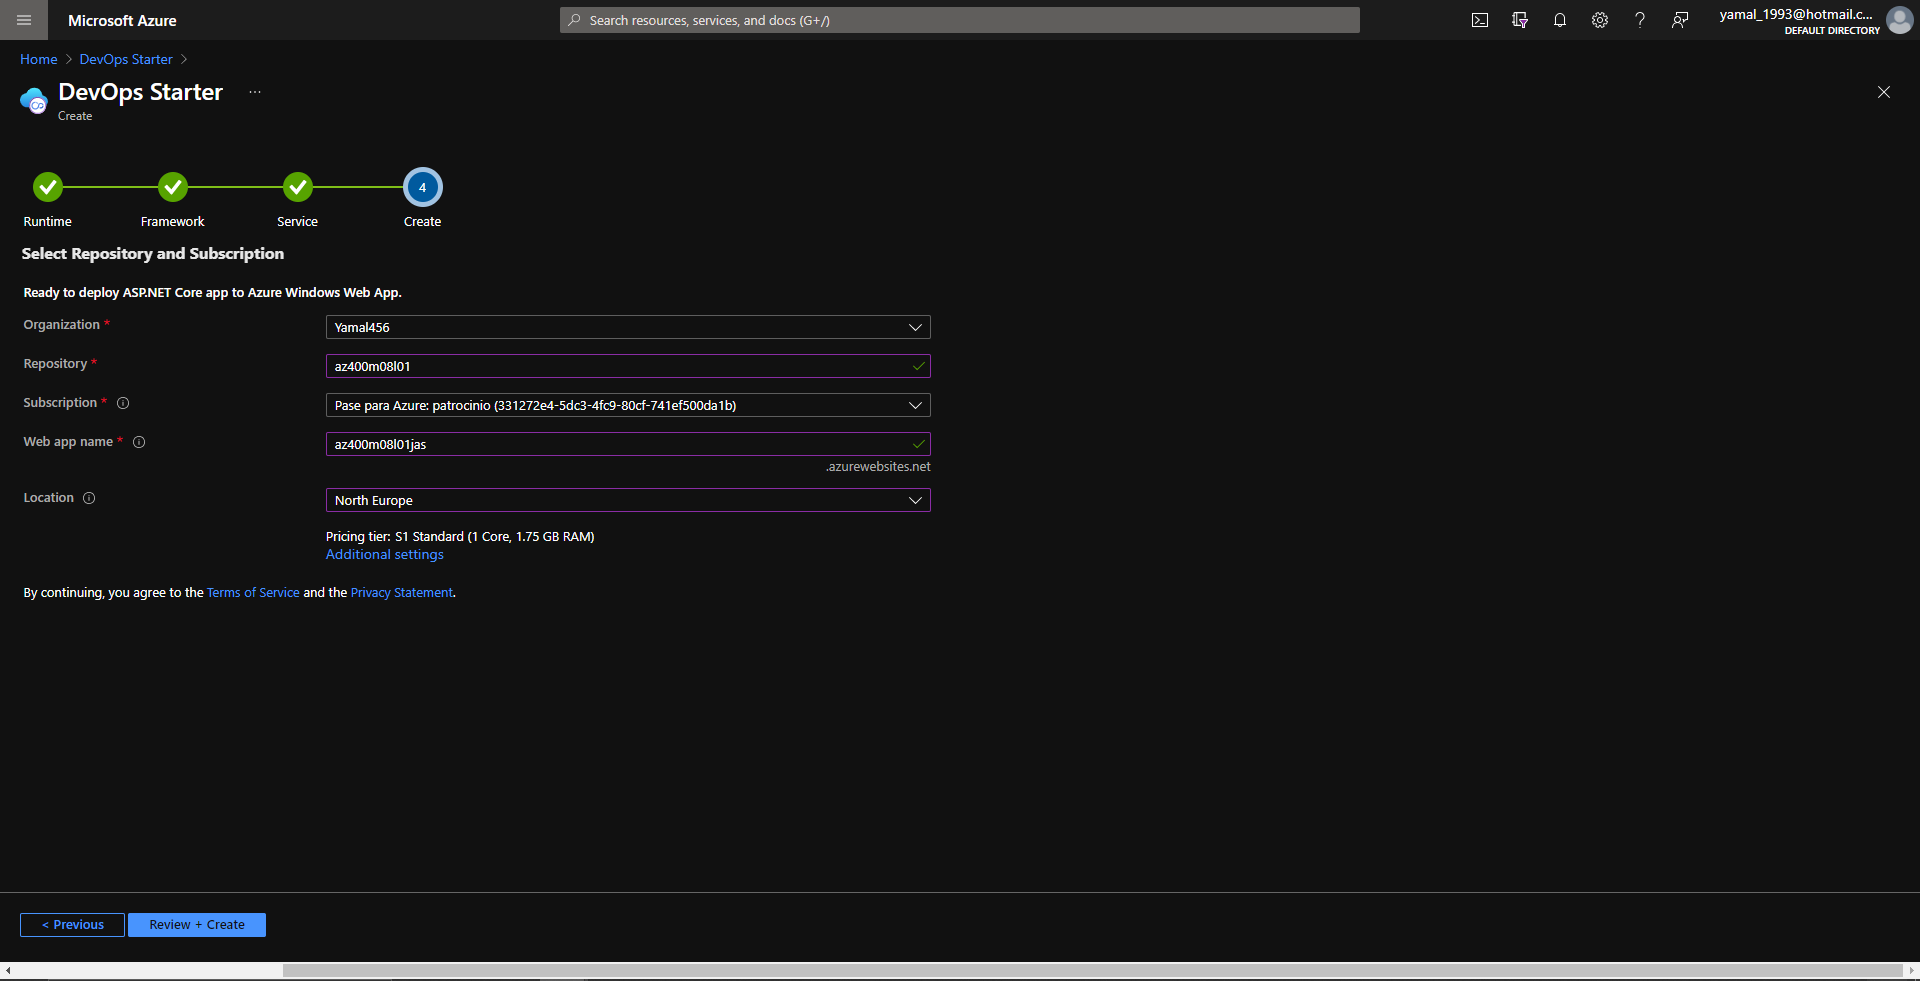 Microsoft Azure
Search resources, services, and docs (G+/)
yamal_1993@hotmail.c...
DEFAULT DIRECTORY
Home > DevOps Starter >
DevOps Starter ...
Create
4
Runtime Framework Service Create
Select Repository and Subscription
Ready to deploy ASP.NET Core app to Azure Windows Web App.
Organization * Yamal456
Repository * az400m08l01
Subscription * Pase para Azure: patrocinio (331272e4-5dc3-4fc9-80cf-741ef500da1b)
Web app name * az400m08l01jas
.azurewebsites.net
Location North Europe
Pricing tier: S1 Standard (1 Core, 1.75 GB RAM)
Additional settings
By continuing, you agree to the Terms of Service and the Privacy Statement.
< Previous Review + Create